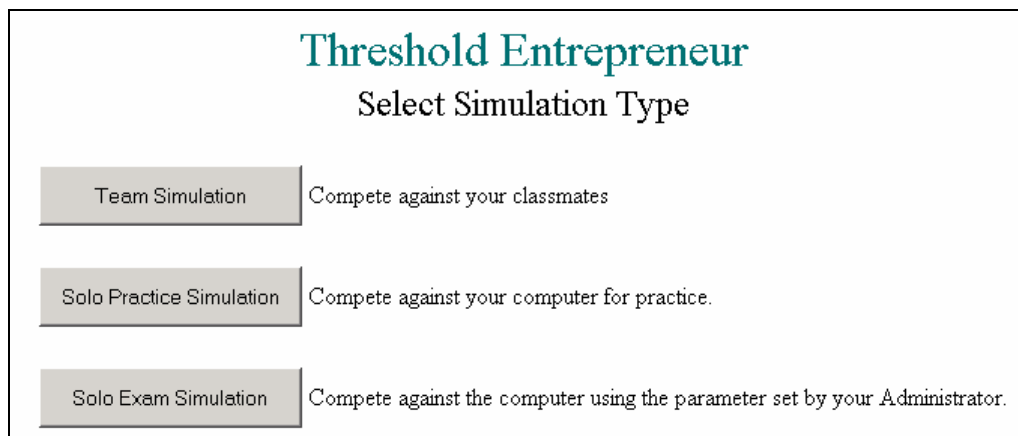 Threshold Entrepreneur
Select Simulation Type
Team Simulation Compete against your classmates
Solo Practice Simulation Compete against your computer for practice.
Solo Exam Simulation Compete against the computer using the parameter set by your Administrator.